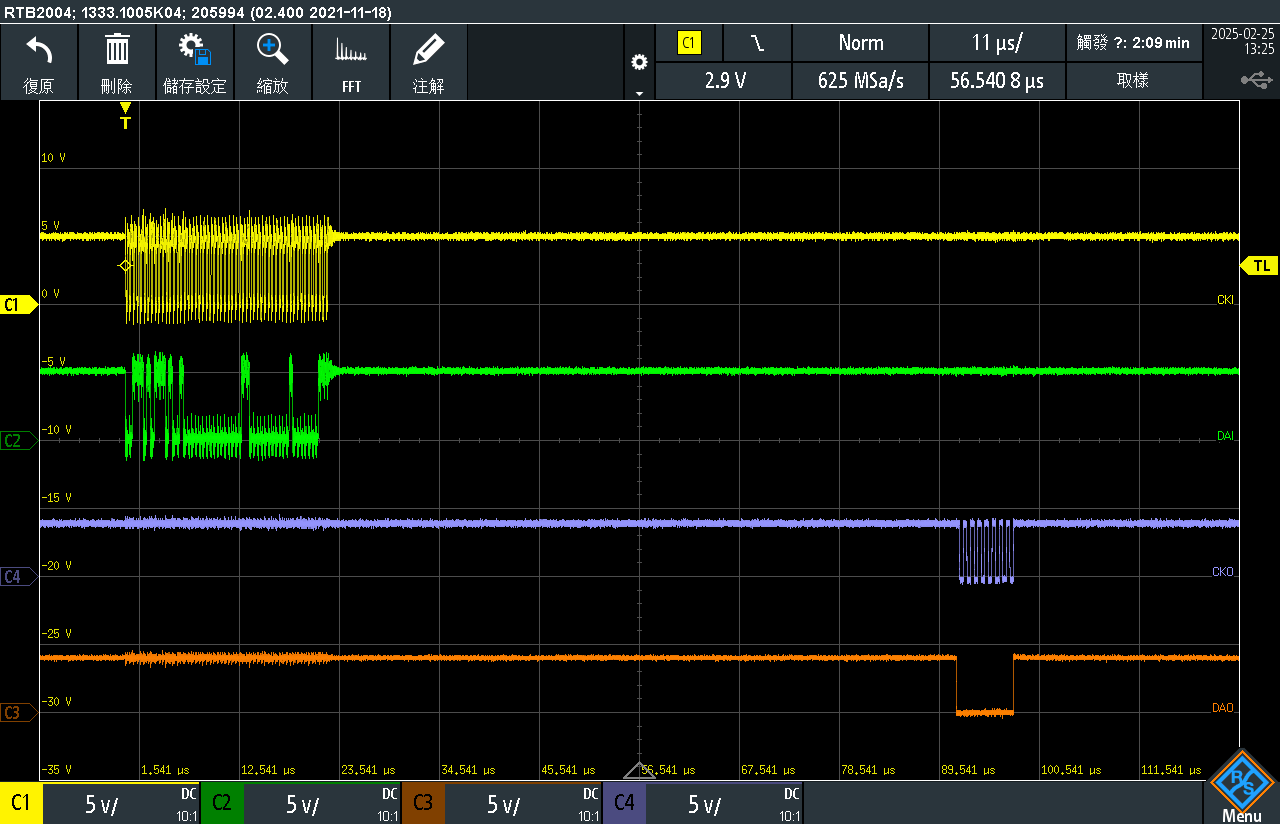 RTB2004; 1333.1005K04; 205994 (02.400 2021-11-18)
復原
刪除
儲存設定
縮放
FFT
注解
C1
Norm
11 µs/
觸發 ?: 2:09 min
2025-02-25
13:25
2.9 V
625 MSa/s
56.540 8 µs
取樣
T
10 V
5 V
TL
C1
0 V
CKI
-5 V
C2
-10 V
DAI
-15 V
C4
-20 V
CKO
-25 V
C3
-30 V
DAO
-35 V
1,541 µs
12,541 µs
23,541 µs
34,541 µs
45,541 µs
56,541 µs
67,541 µs
78,541 µs
89,541 µs
100,541 µs
111,541 µs
C1
5 V/
DC
10:1
C2
5 V/
DC
10:1
C3
5 V/
DC
10:1
C4
5 V/
DC
10:1
R S
Menu